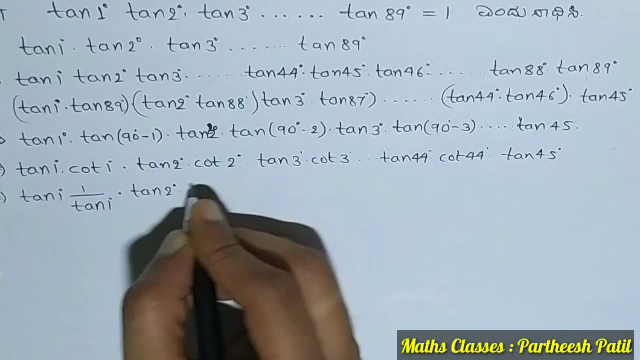 tan1° tan2° . tan3° ...... tan 89° = 1 ಎಂದು ಸಾಧಿಸಿ.
tan1° . tan2° . tan3° ....... tan89°
tan1° tan2° tan3° ...... tan44° . tan45° . tan46° ...... tan88° tan89°
(tan1° . tan89) (tan2° tan88°) tan3° tan87°) ...... (tan44° . tan46°) . tan45°
tan1° . tan(90°-1) . tan2° . tan(90°-2) . tan3° . tan(90-3) ..... tan45.
tan1° . cot1° . tan2° . cot2° tan3° . cot3° ... tan44° cot44° tan45°
tan1° 1/tan1° . tan2° .
Maths Classes : Partheesh Patil